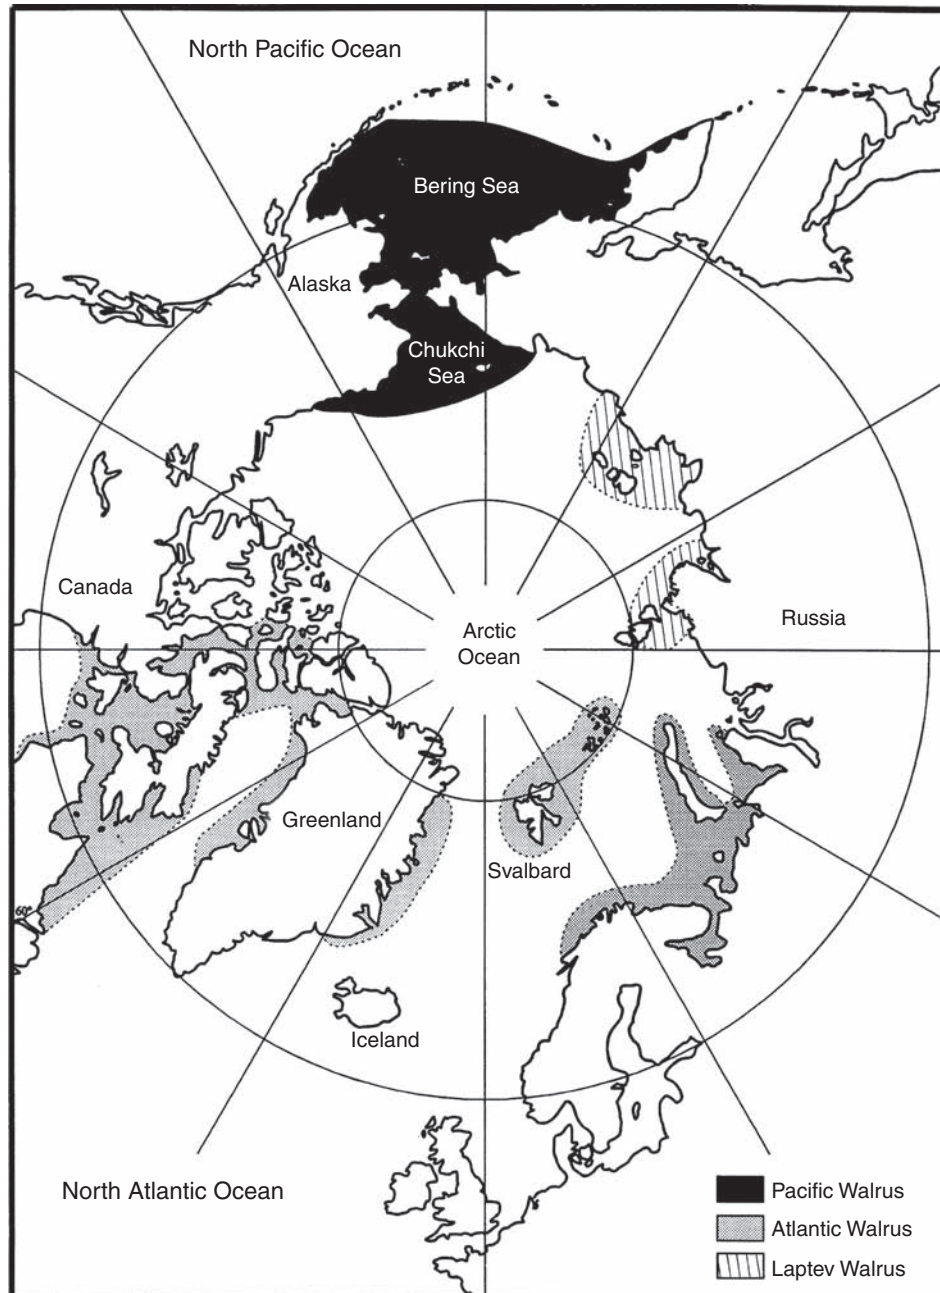 North Pacific Ocean
Bering Sea
Alaska
Chukchi
Sea
Canada
Arctic
Ocean
Russia
Greenland
Svalbard
60°
Iceland
North Atlantic Ocean
Pacific Walrus
Atlantic Walrus
Laptev Walrus